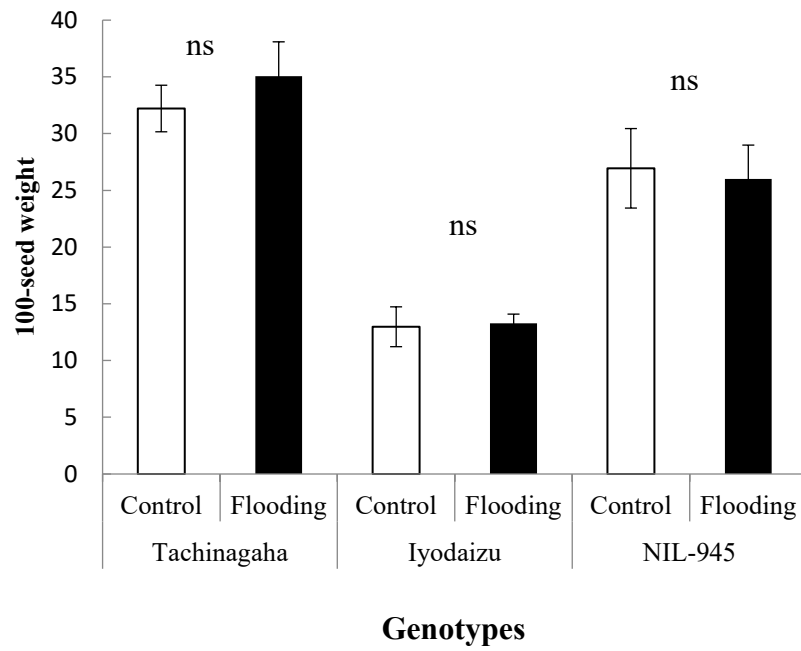 40
35
30
25
20
15
10
5
0
100-seed weight
ns
ns
ns
Control Flooding Control Flooding Control Flooding
Tachinagaha Iyodaizu NIL-945
Genotypes